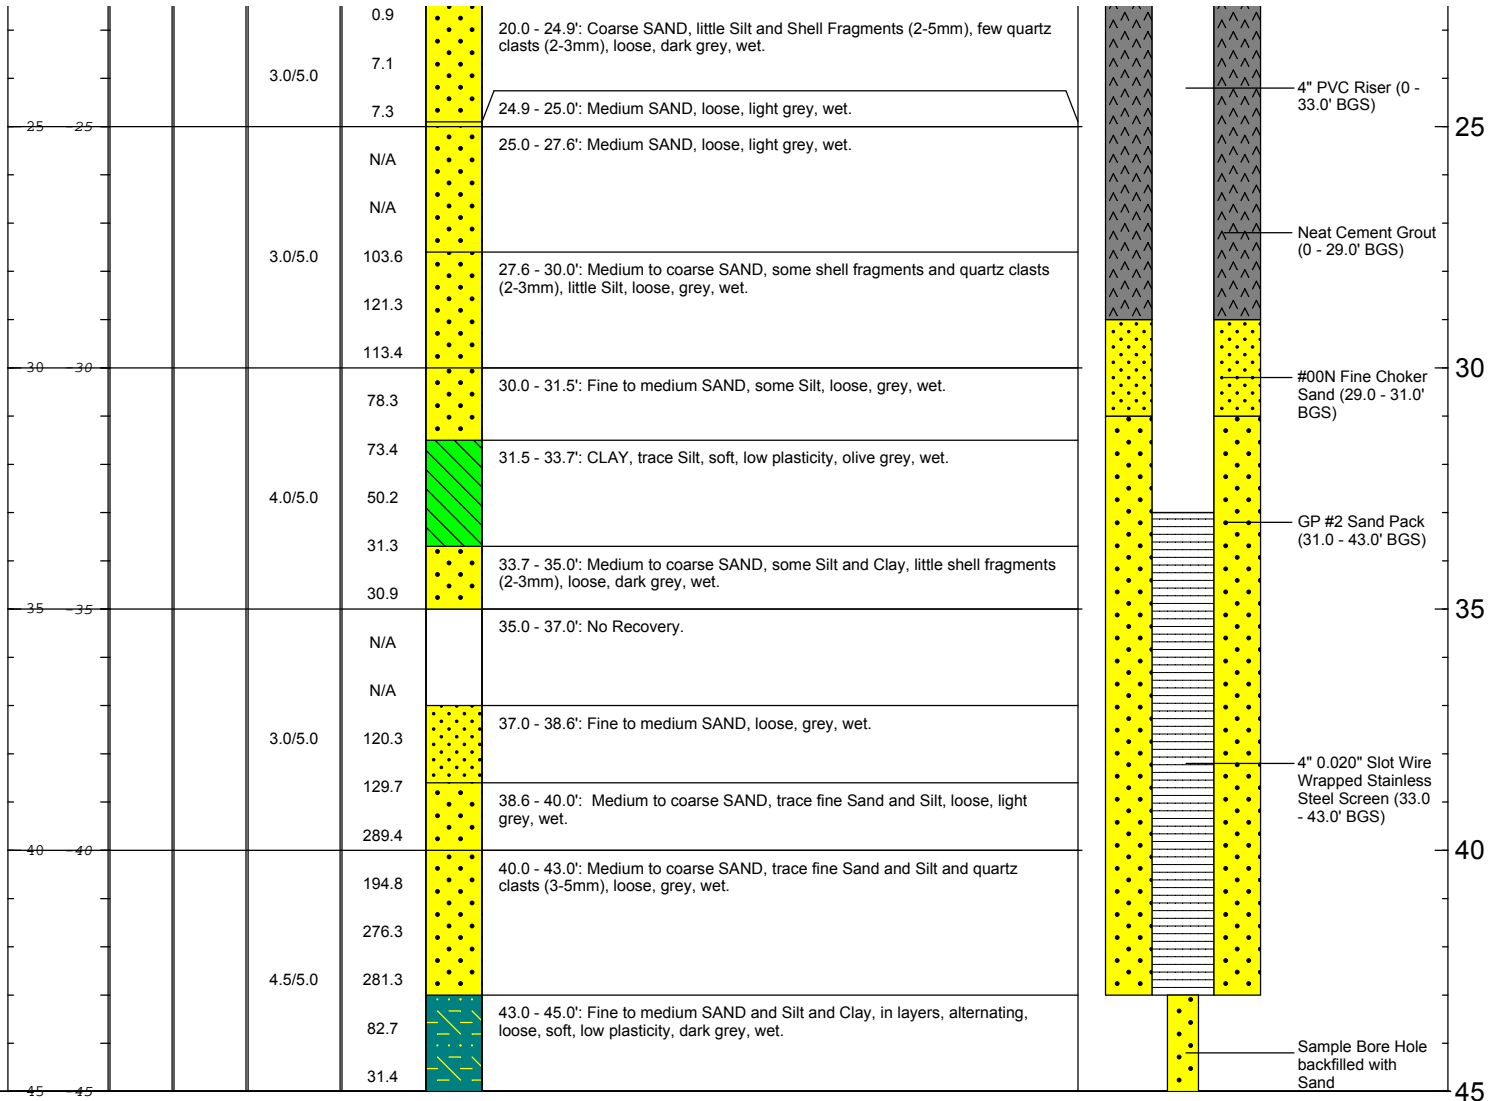 0.9
20.0 - 24.9': Coarse SAND, little Silt and Shell Fragments (2-5mm), few quartz
clasts (2-3mm), loose, dark grey, wet.
7.1
3.0/5.0
4" PVC Riser (0 -
33.0' BGS)
7.3
24.9 - 25.0': Medium SAND, loose, light grey, wet.
25 -25 25
25.0 - 27.6': Medium SAND, loose, light grey, wet.
N/A
N/A
Neat Cement Grout
(0 - 29.0' BGS)
3.0/5.0 103.6
27.6 - 30.0': Medium to coarse SAND, some shell fragments and quartz clasts
(2-3mm), little Silt, loose, grey, wet.
121.3
113.4
30 -30 30
30.0 - 31.5': Fine to medium SAND, some Silt, loose, grey, wet.
#00N Fine Choker
Sand (29.0 - 31.0'
BGS)
78.3
73.4
31.5 - 33.7': CLAY, trace Silt, soft, low plasticity, olive grey, wet.
4.0/5.0 50.2
GP #2 Sand Pack
(31.0 - 43.0' BGS)
31.3
33.7 - 35.0': Medium to coarse SAND, some Silt and Clay, little shell fragments
(2-3mm), loose, dark grey, wet.
30.9
35 -35 35
35.0 - 37.0': No Recovery.
N/A
N/A
37.0 - 38.6': Fine to medium SAND, loose, grey, wet.
3.0/5.0 120.3
4" 0.020" Slot Wire
Wrapped Stainless
Steel Screen (33.0
- 43.0' BGS)
129.7
38.6 - 40.0': Medium to coarse SAND, trace fine Sand and Silt, loose, light
grey, wet.
289.4
40 -40 40
40.0 - 43.0': Medium to coarse SAND, trace fine Sand and Silt and quartz
clasts (3-5mm), loose, grey, wet.
194.8
276.3
4.5/5.0 281.3
43.0 - 45.0': Fine to medium SAND and Silt and Clay, in layers, alternating,
loose, soft, low plasticity, dark grey, wet.
82.7
Sample Bore Hole
backfilled with
Sand
31.4
45 -45 45